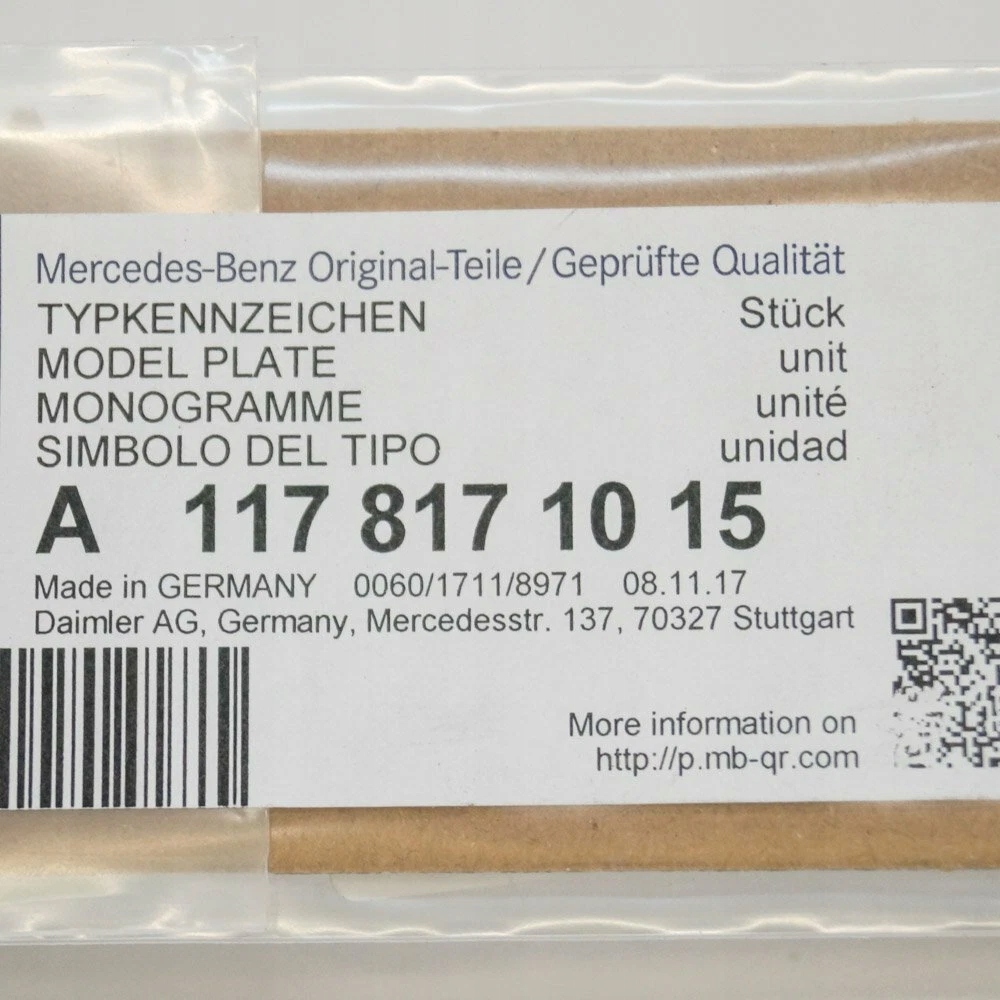 Mercedes-Benz Original-Teile/Geprüfte Qualität
TYPKENNZEICHEN Stück
MODEL PLATE unit
MONOGRAMME unité
SIMBOLO DEL TIPO unidad
A 117 817 10 15
Made in GERMANY 0060/1711/8971 08.11.17
Daimler AG, Germany, Mercedesstr. 137, 70327 Stuttgart
More information on
http://p.mb-qr.com